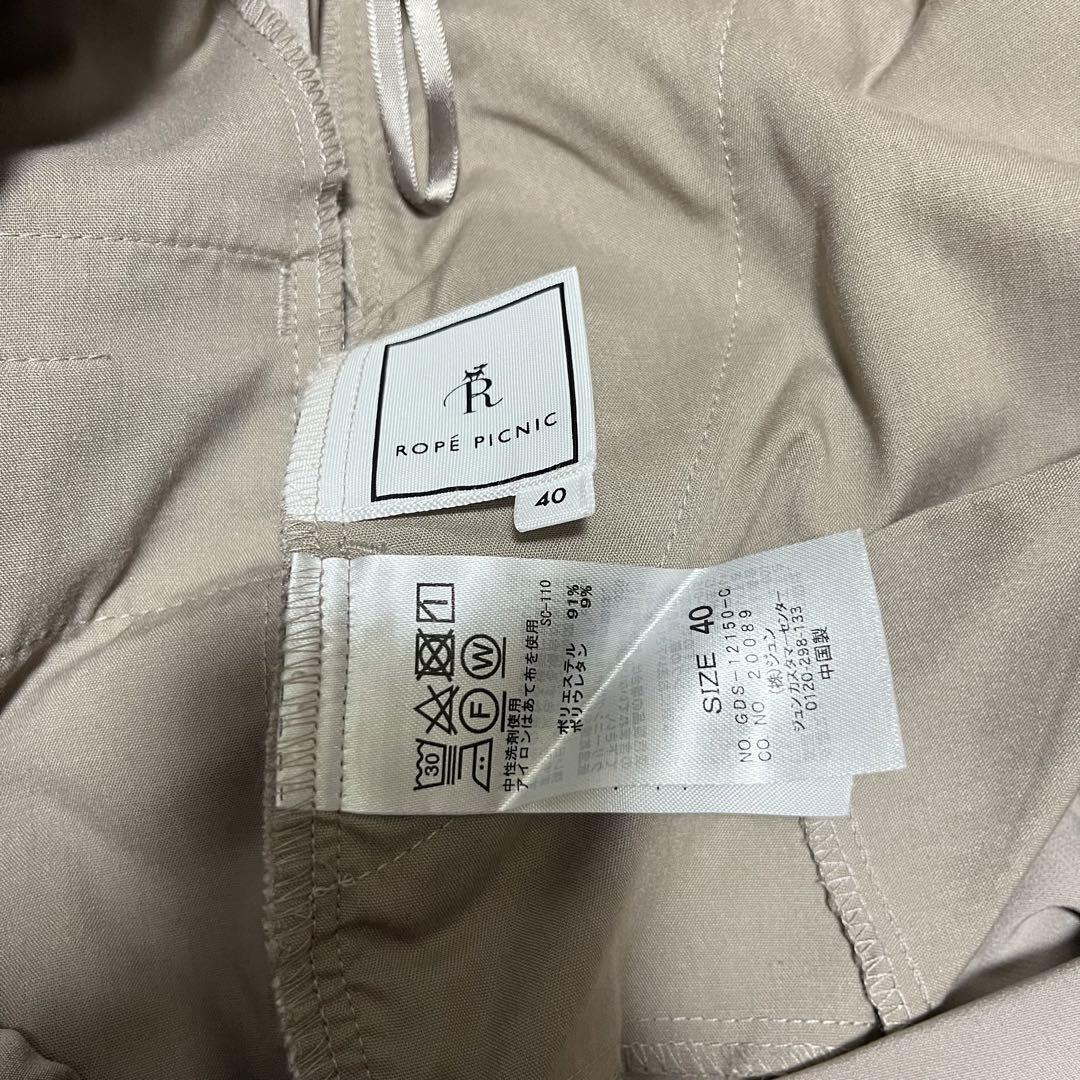 R
ROPÉ PICNIC
40
30
F
W
中性洗剤使用
アイロンはあて布を使用
SC-110
ポリエステル 91%
ポリウレタン 9%
SIZE 40
NO. GDS-12150-C
CO. NO 20089
(株)ジュン
ジュンカスタマーセンター
0120-298-133
中国製